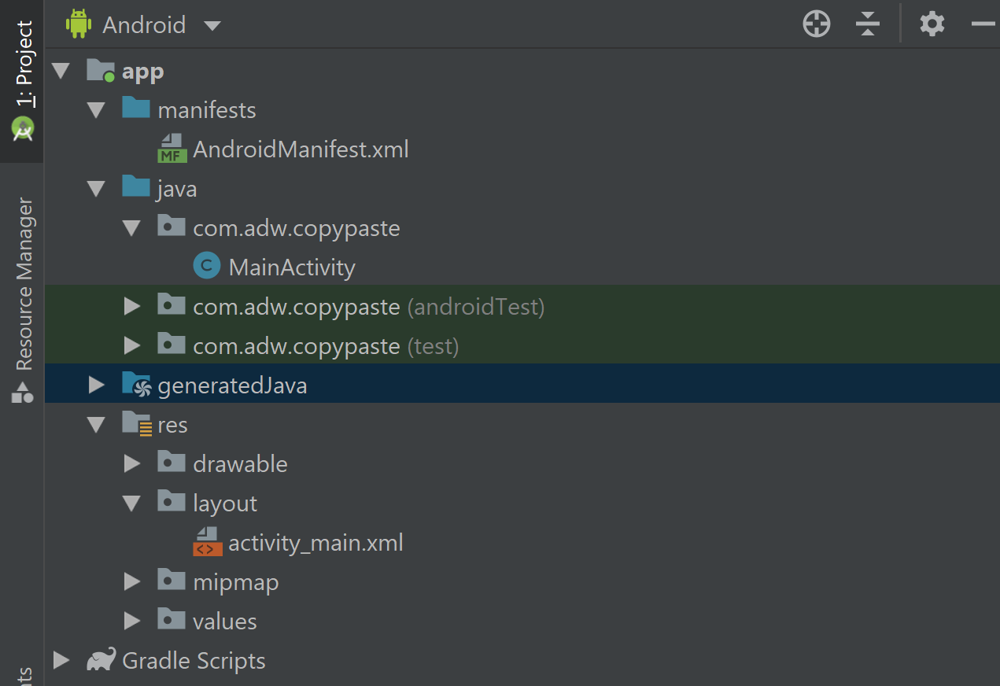 Android
1: Project
Resource Manager
app
manifests
MF AndroidManifest.xml
java
com.adw.copypaste
C MainActivity
com.adw.copypaste (androidTest)
com.adw.copypaste (test)
generatedJava
res
drawable
layout
<> activity_main.xml
mipmap
values
Gradle Scripts